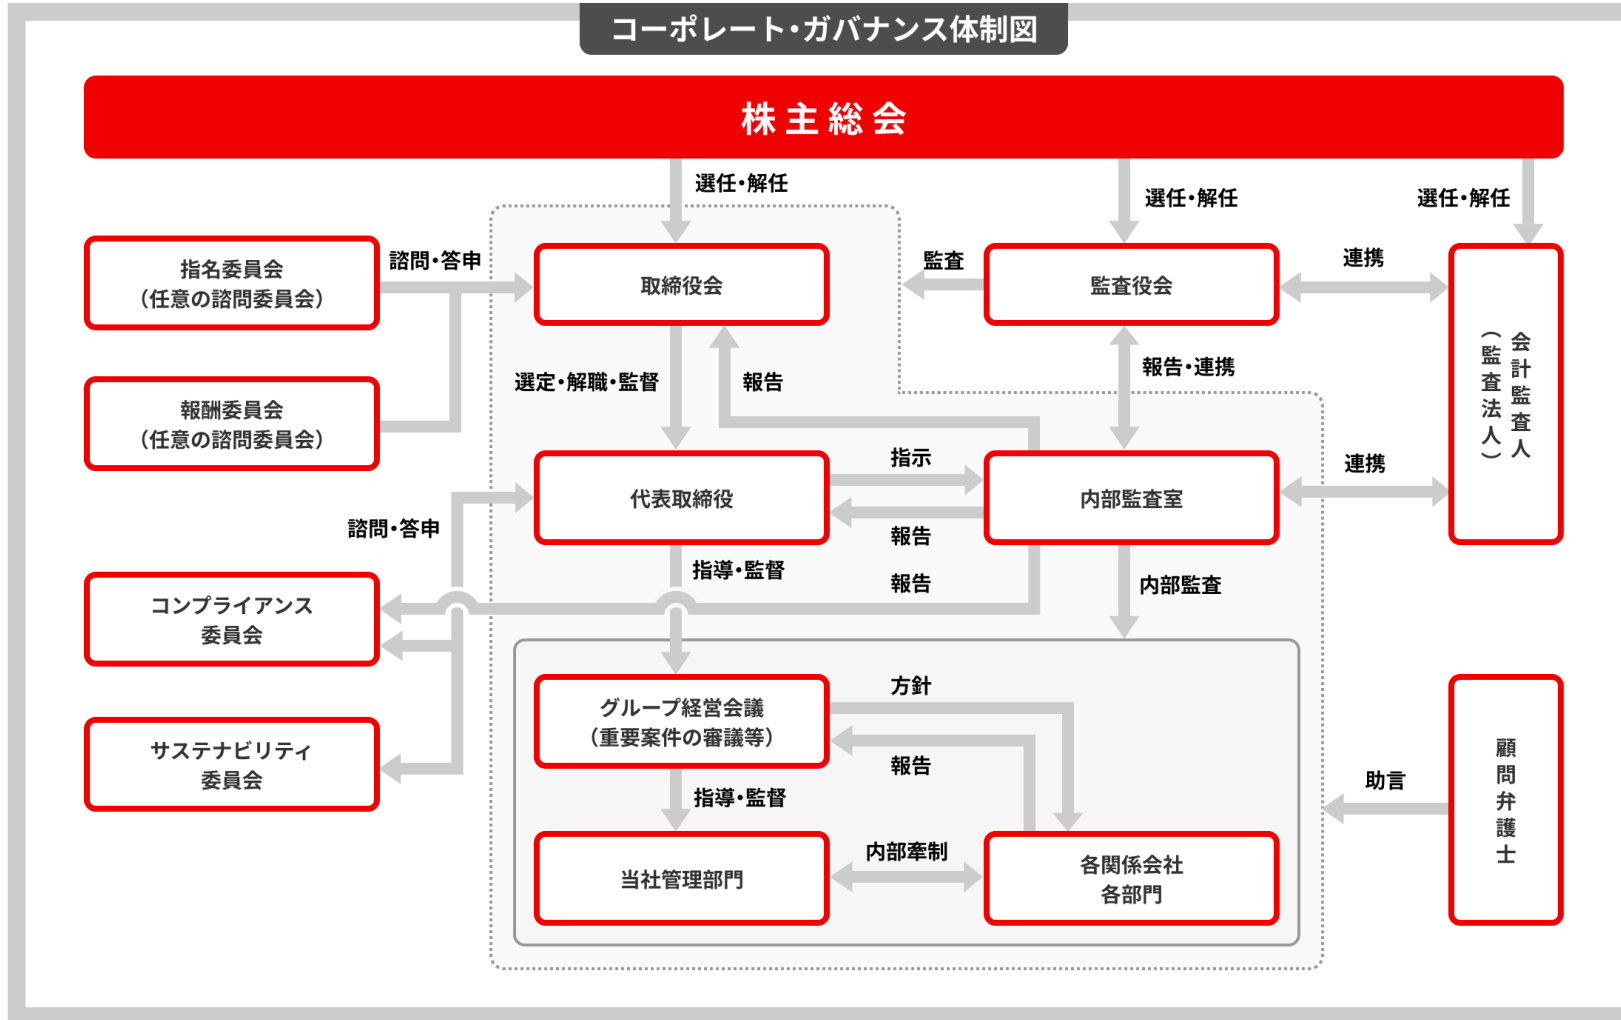 コーポレート・ガバナンス体制図
株主総会
選任・解任
選任・解任
選任・解任
指名委員会
（任意の諮問委員会）
諮問・答申
取締役会
監査
監査役会
連携
会計監査人
（監査法人）
報酬委員会
（任意の諮問委員会）
選定・解職・監督
報告
報告・連携
代表取締役
指示
報告
内部監査室
連携
諮問・答申
指導・監督
報告
内部監査
コンプライアンス
委員会
サステナビリティ
委員会
グループ経営会議
（重要案件の審議等）
方針
報告
指導・監督
当社管理部門
内部牽制
各関係会社
各部門
助言
顧問弁護士